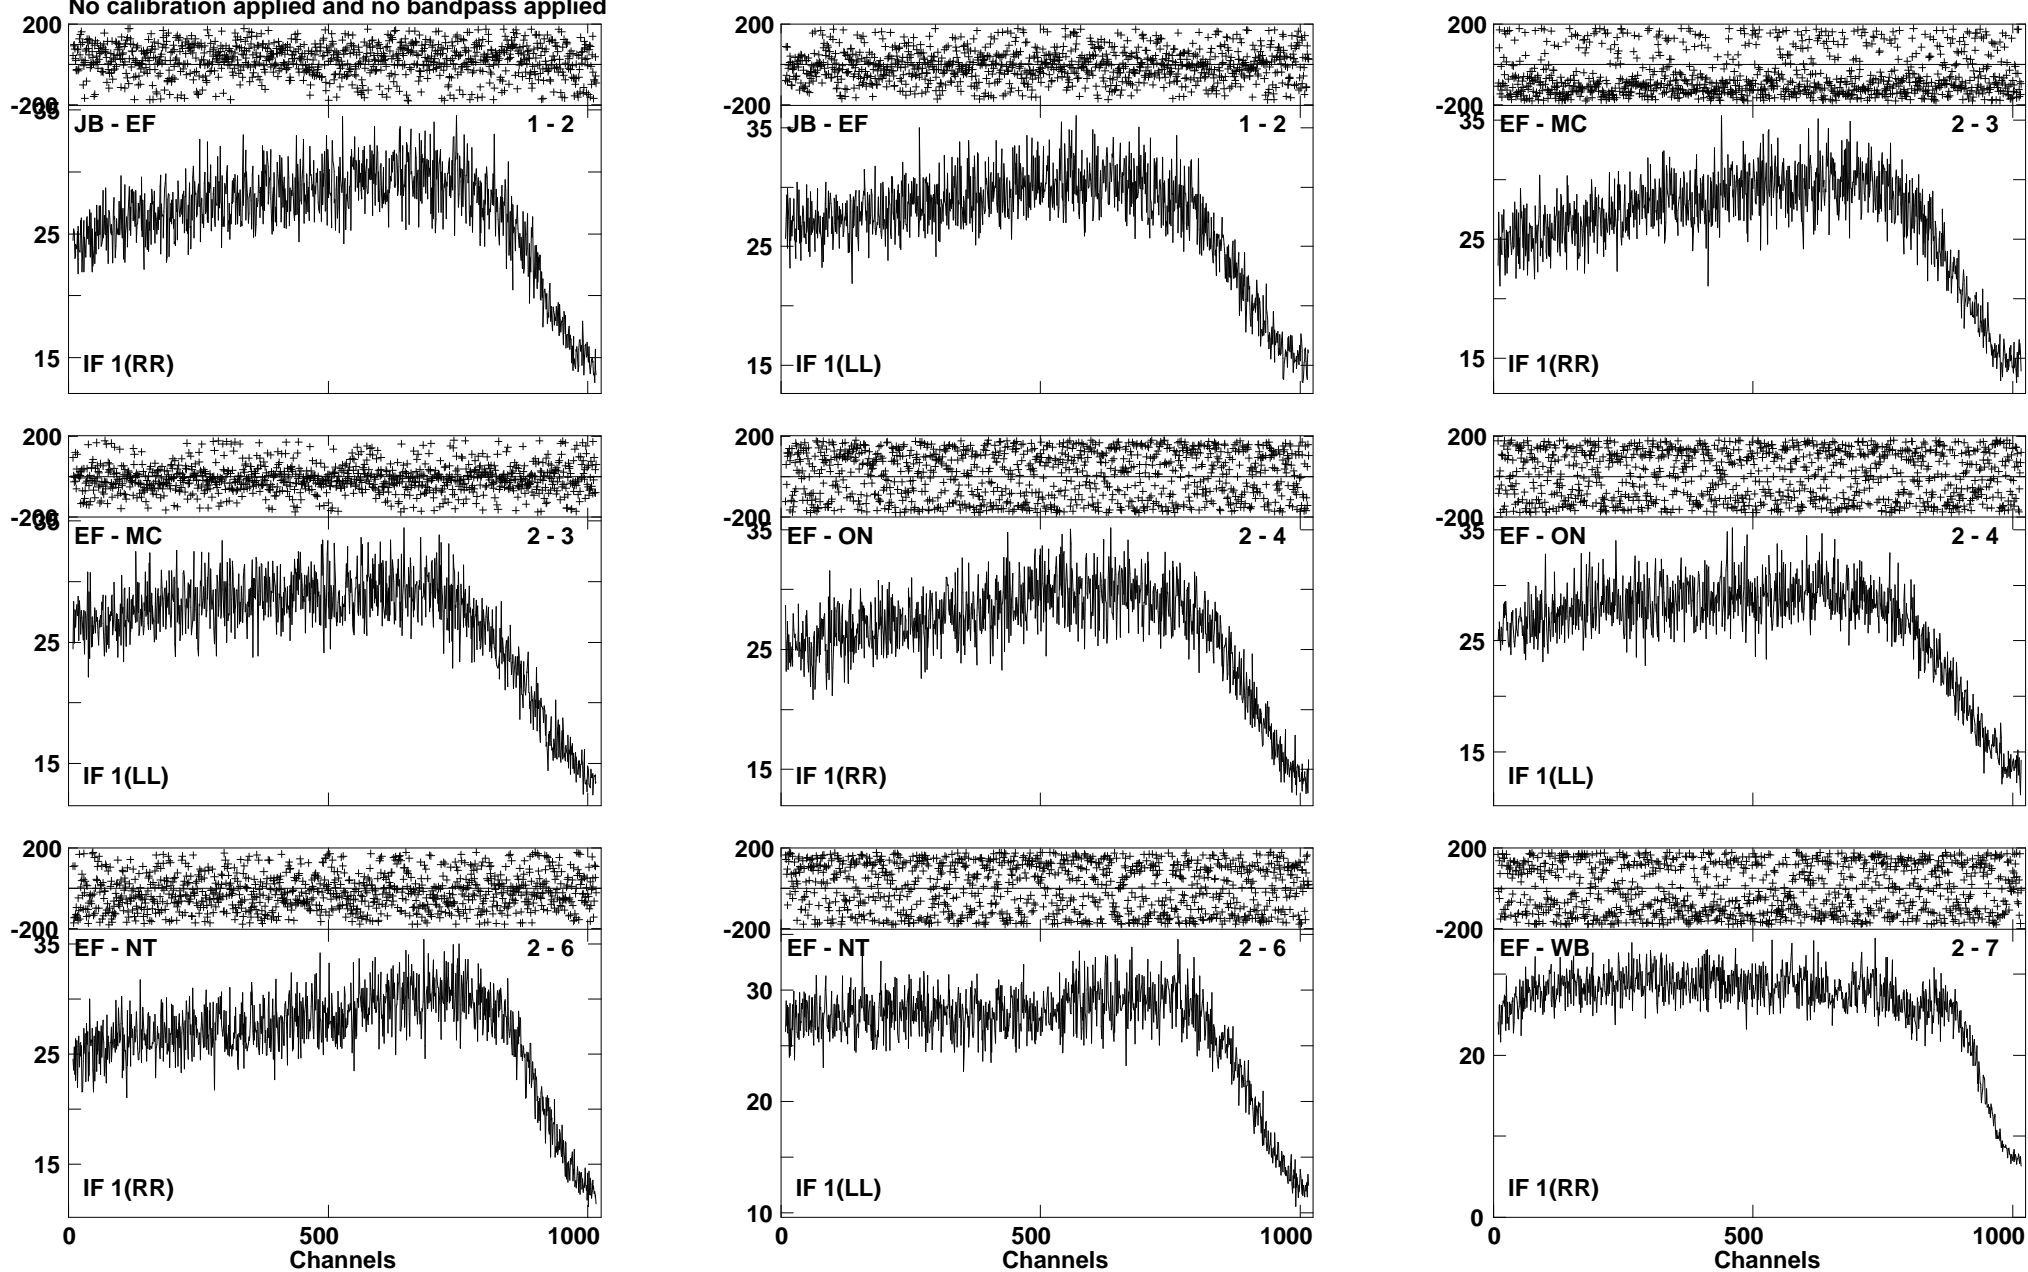 No calibration applied and no bandpass applied
200
-200
35
JB - EF
1 - 2
25
15
IF 1(RR)
200
-200
JB - EF
1 - 2
35
25
15
IF 1(LL)
200
-200
35
EF - MC
2 - 3
25
15
IF 1(RR)
200
-200
35
EF - MC
2 - 3
25
15
IF 1(LL)
200
-200
35
EF - ON
2 - 4
25
15
IF 1(RR)
200
-200
35
EF - ON
2 - 4
25
15
IF 1(LL)
200
-200
35
EF - NT
2 - 6
25
15
IF 1(RR)
0
500
1000
Channels
200
-200
EF - NT
2 - 6
30
20
10
IF 1(LL)
0
500
1000
Channels
200
-200
EF - WB
2 - 7
20
0
IF 1(RR)
0
500
1000
Channels